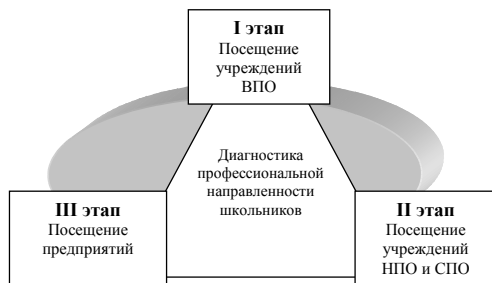 I этап
Посещение
учреждений
ВПО
Диагностика
профессиональной
направленности
школьников
III этап
Посещение
предприятий
II этап
Посещение
учреждений
НПО и СПО